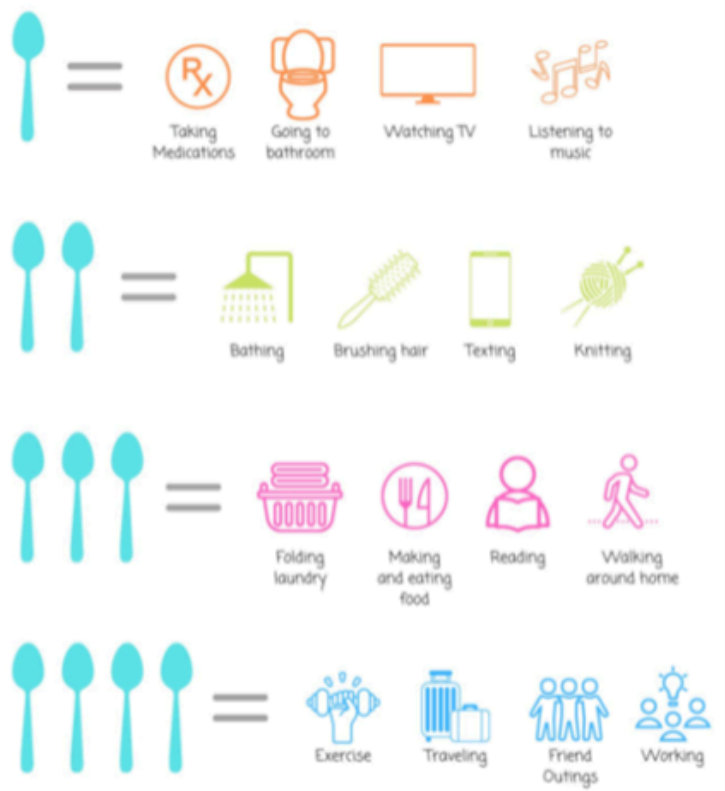 Rx
Taking
Medications
Going to
bathroom
Watching TV
Listening to
music
Bathing
Brushing hair
Texting
Knitting
Folding
laundry
Making
and eating
food
Reading
Walking
around home
Exercise
Traveling
Friend
Outings
Working